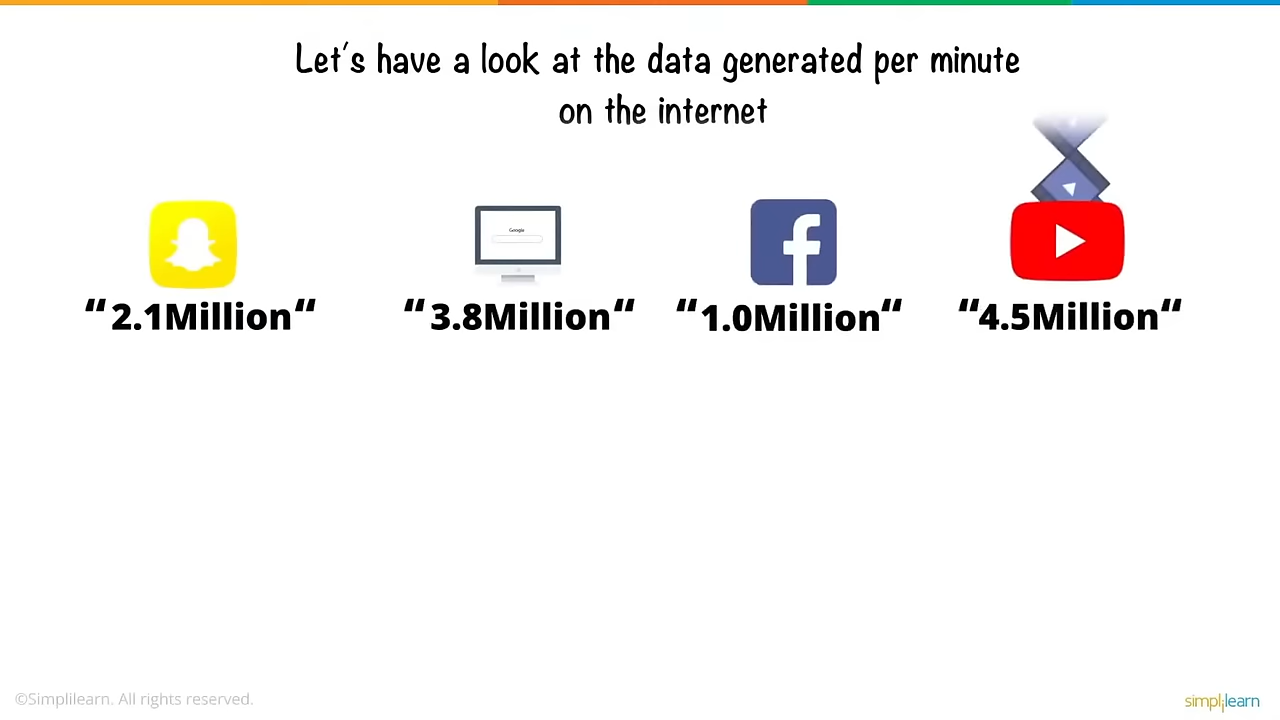 Let's have a look at the data generated per minute
on the internet
Google
“2.1Million“
“3.8Million“
“1.0Million“
“4.5Million“
©Simplilearn. All rights reserved.
simplilearn